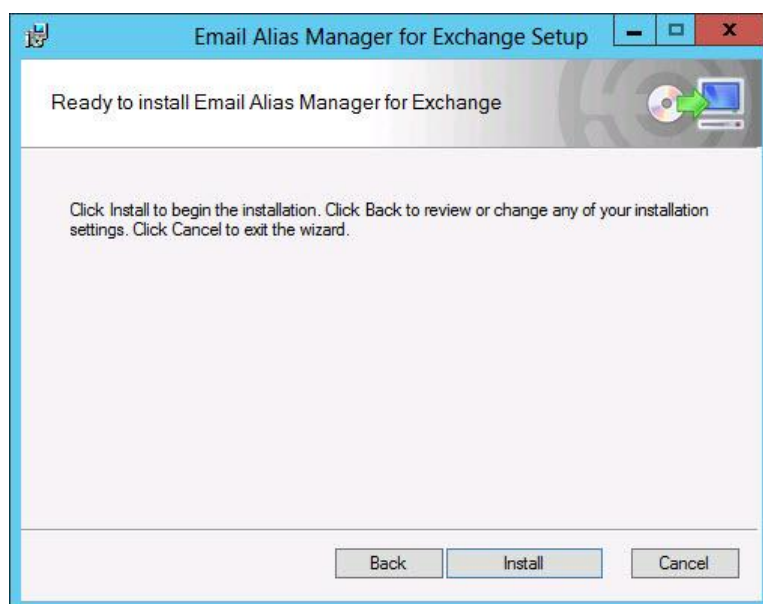 Email Alias Manager for Exchange Setup
Ready to install Email Alias Manager for Exchange
Click Install to begin the installation. Click Back to review or change any of your installation
settings. Click Cancel to exit the wizard.
Back Install Cancel